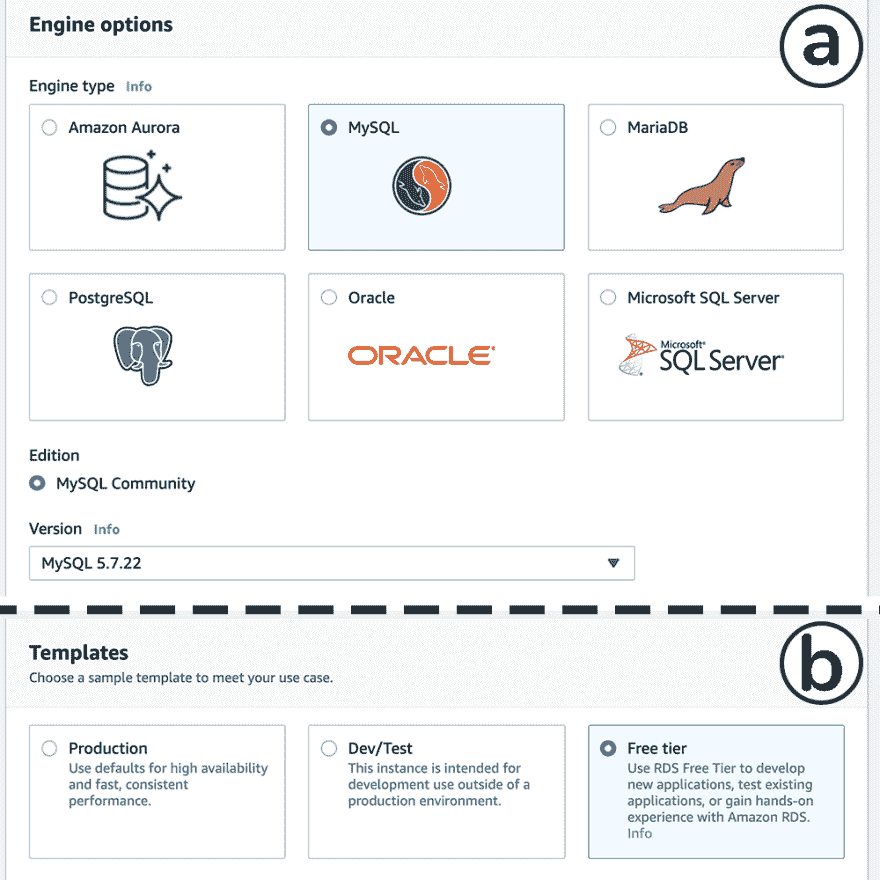 Engine options
a
Engine type Info
Amazon Aurora
MySQL
MariaDB
PostgreSQL
Oracle
Microsoft SQL Server
ORACLE®
Microsoft®
SQL Server®
Edition
MySQL Community
Version Info
MySQL 5.7.22
Templates
b
Choose a sample template to meet your use case.
Production
Use defaults for high availability
and fast, consistent
performance.
Dev/Test
This instance is intended for
development use outside of a
production environment.
Free tier
Use RDS Free Tier to develop
new applications, test existing
applications, or gain hands-on
experience with Amazon RDS.
Info